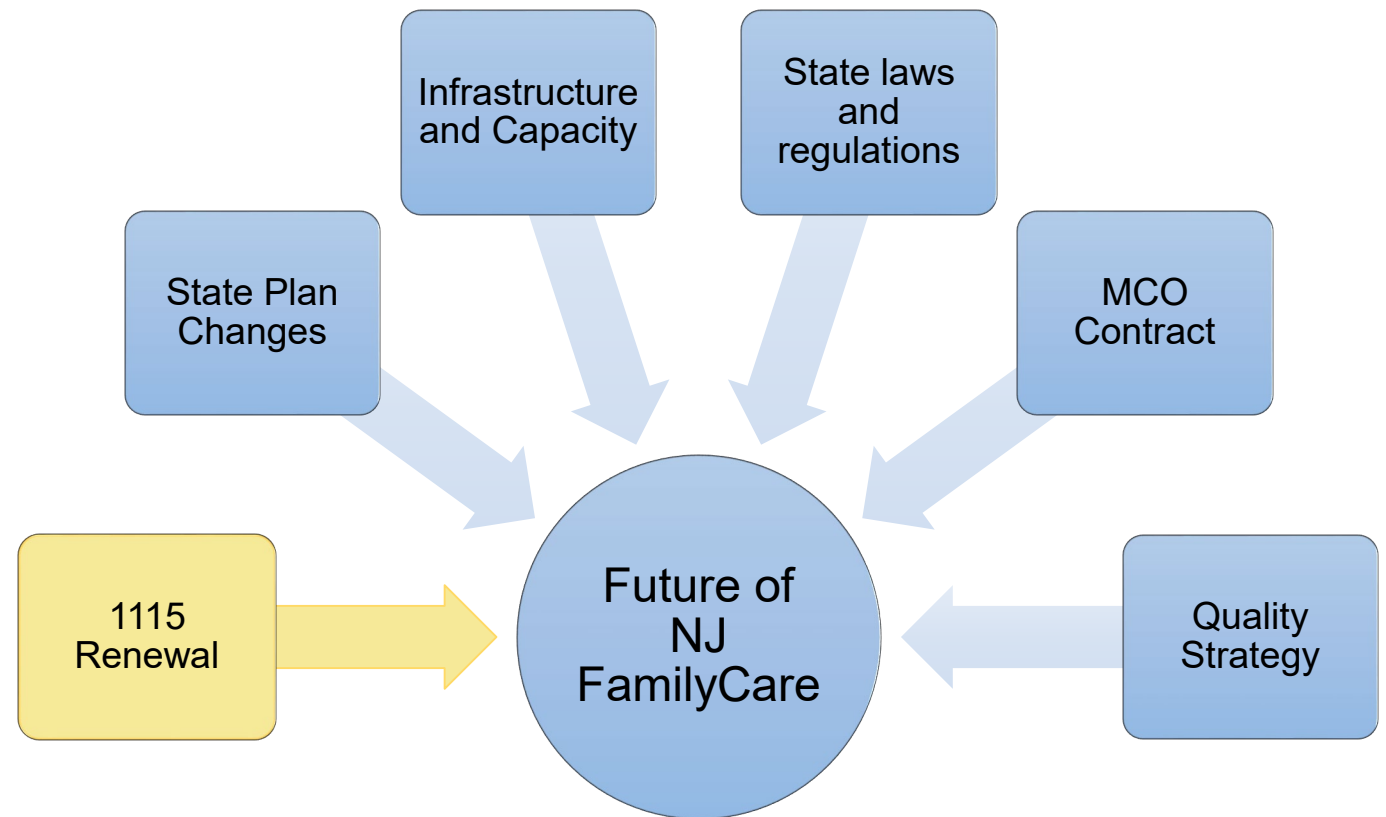 Infrastructure
and Capacity
State laws
and
regulations
State Plan
Changes
MCO
Contract
1115
Renewal
Future of
NJ
FamilyCare
Quality
Strategy